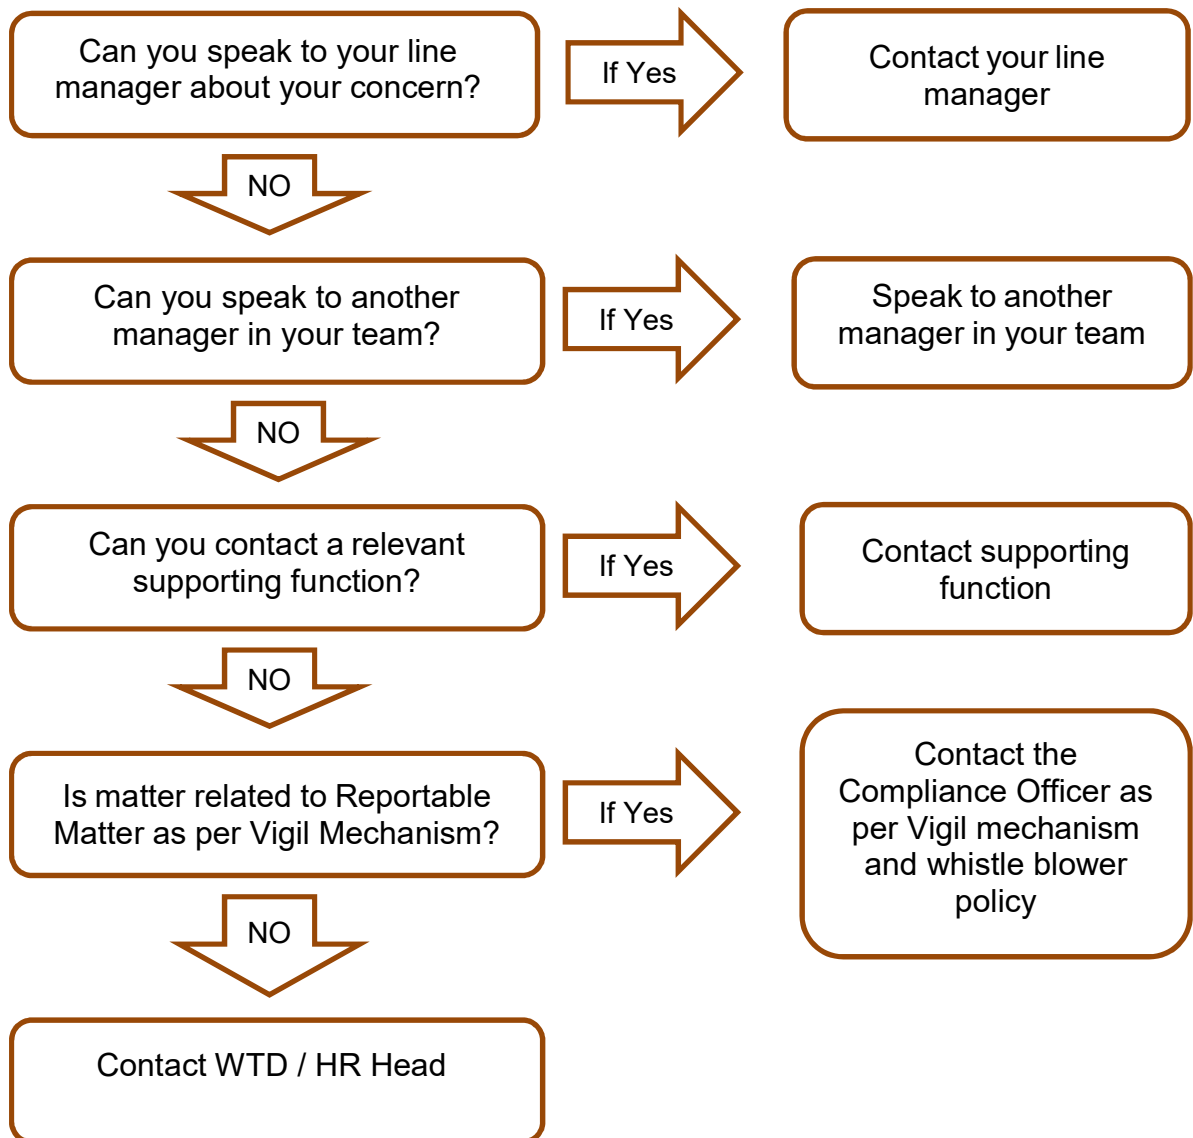 Can you speak to your line
manager about your concern?
If Yes
Contact your line
manager
NO
Can you speak to another
manager in your team?
If Yes
Speak to another
manager in your team
NO
Can you contact a relevant
supporting function?
If Yes
Contact supporting
function
NO
Is matter related to Reportable
Matter as per Vigil Mechanism?
If Yes
Contact the
Compliance Officer as
per Vigil mechanism
and whistle blower
policy
NO
Contact WTD / HR Head